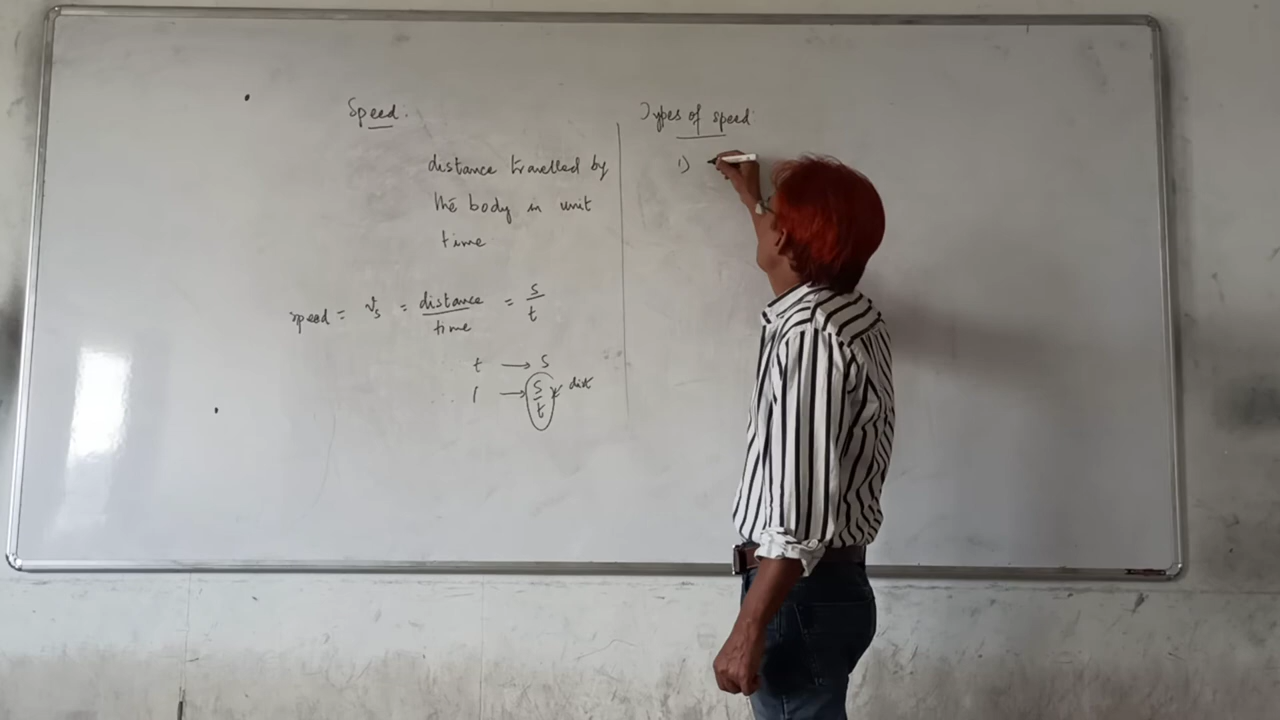 Speed.
distance travelled by
the body in unit
time
speed = vs = distance/time = s/t
t → s
1 → s/t ← dist
Types of speed
1)